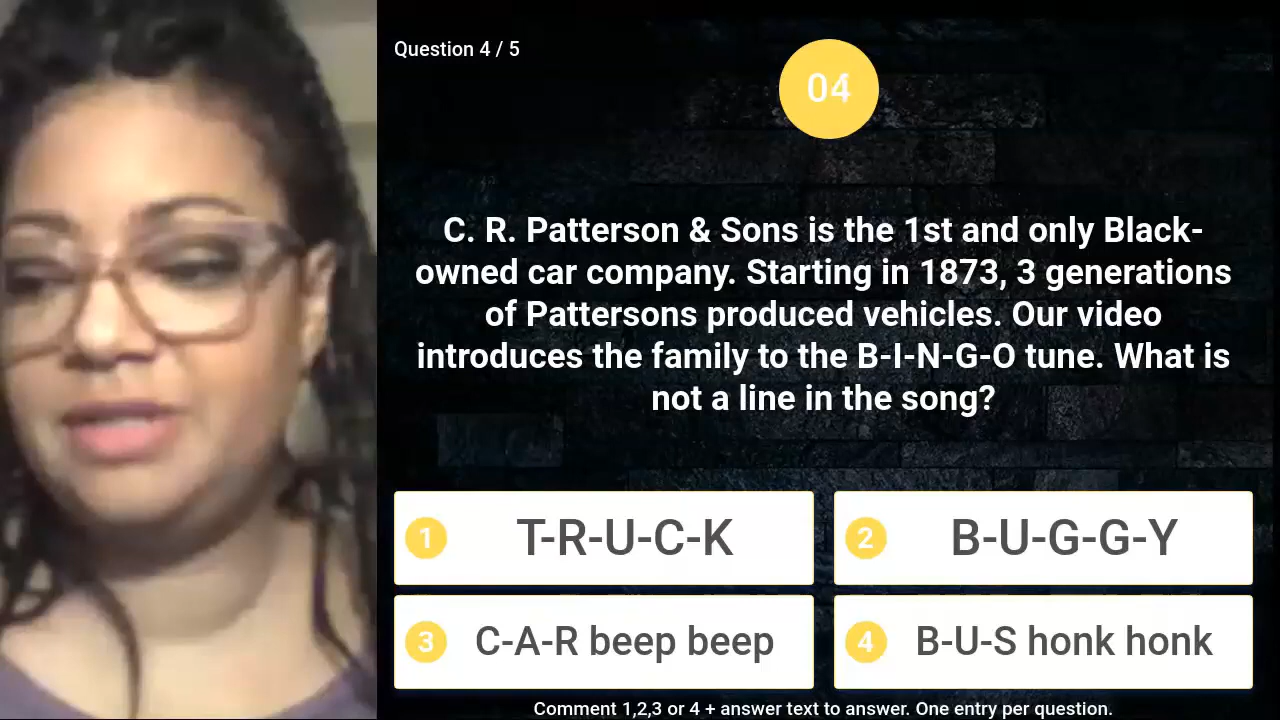 Question 4 / 5
04
C. R. Patterson & Sons is the 1st and only Black-
owned car company. Starting in 1873, 3 generations
of Pattersons produced vehicles. Our video
introduces the family to the B-I-N-G-O tune. What is
not a line in the song?
1 T-R-U-C-K
2 B-U-G-G-Y
3 C-A-R beep beep
4 B-U-S honk honk
Comment 1,2,3 or 4 + answer text to answer. One entry per question.